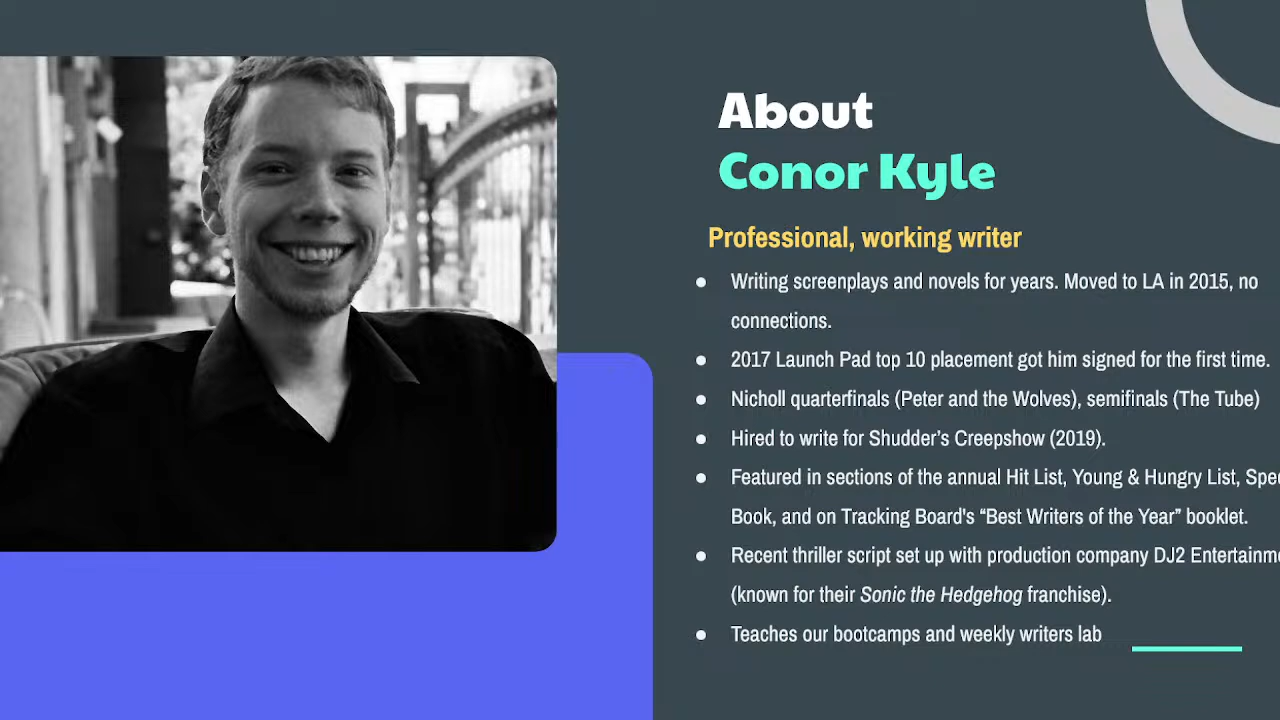 About
Conor Kyle
Professional, working writer
● Writing screenplays and novels for years. Moved to LA in 2015, no
connections.
● 2017 Launch Pad top 10 placement got him signed for the first time.
● Nicholl quarterfinals (Peter and the Wolves), semifinals (The Tube)
● Hired to write for Shudder’s Creepshow (2019).
● Featured in sections of the annual Hit List, Young & Hungry List,
Book, and on Tracking Board's “Best Writers of the Year” booklet.
● Recent thriller script set up with production company DJ2
(known for their Sonic the Hedgehog franchise).
● Teaches our bootcamps and weekly writers lab